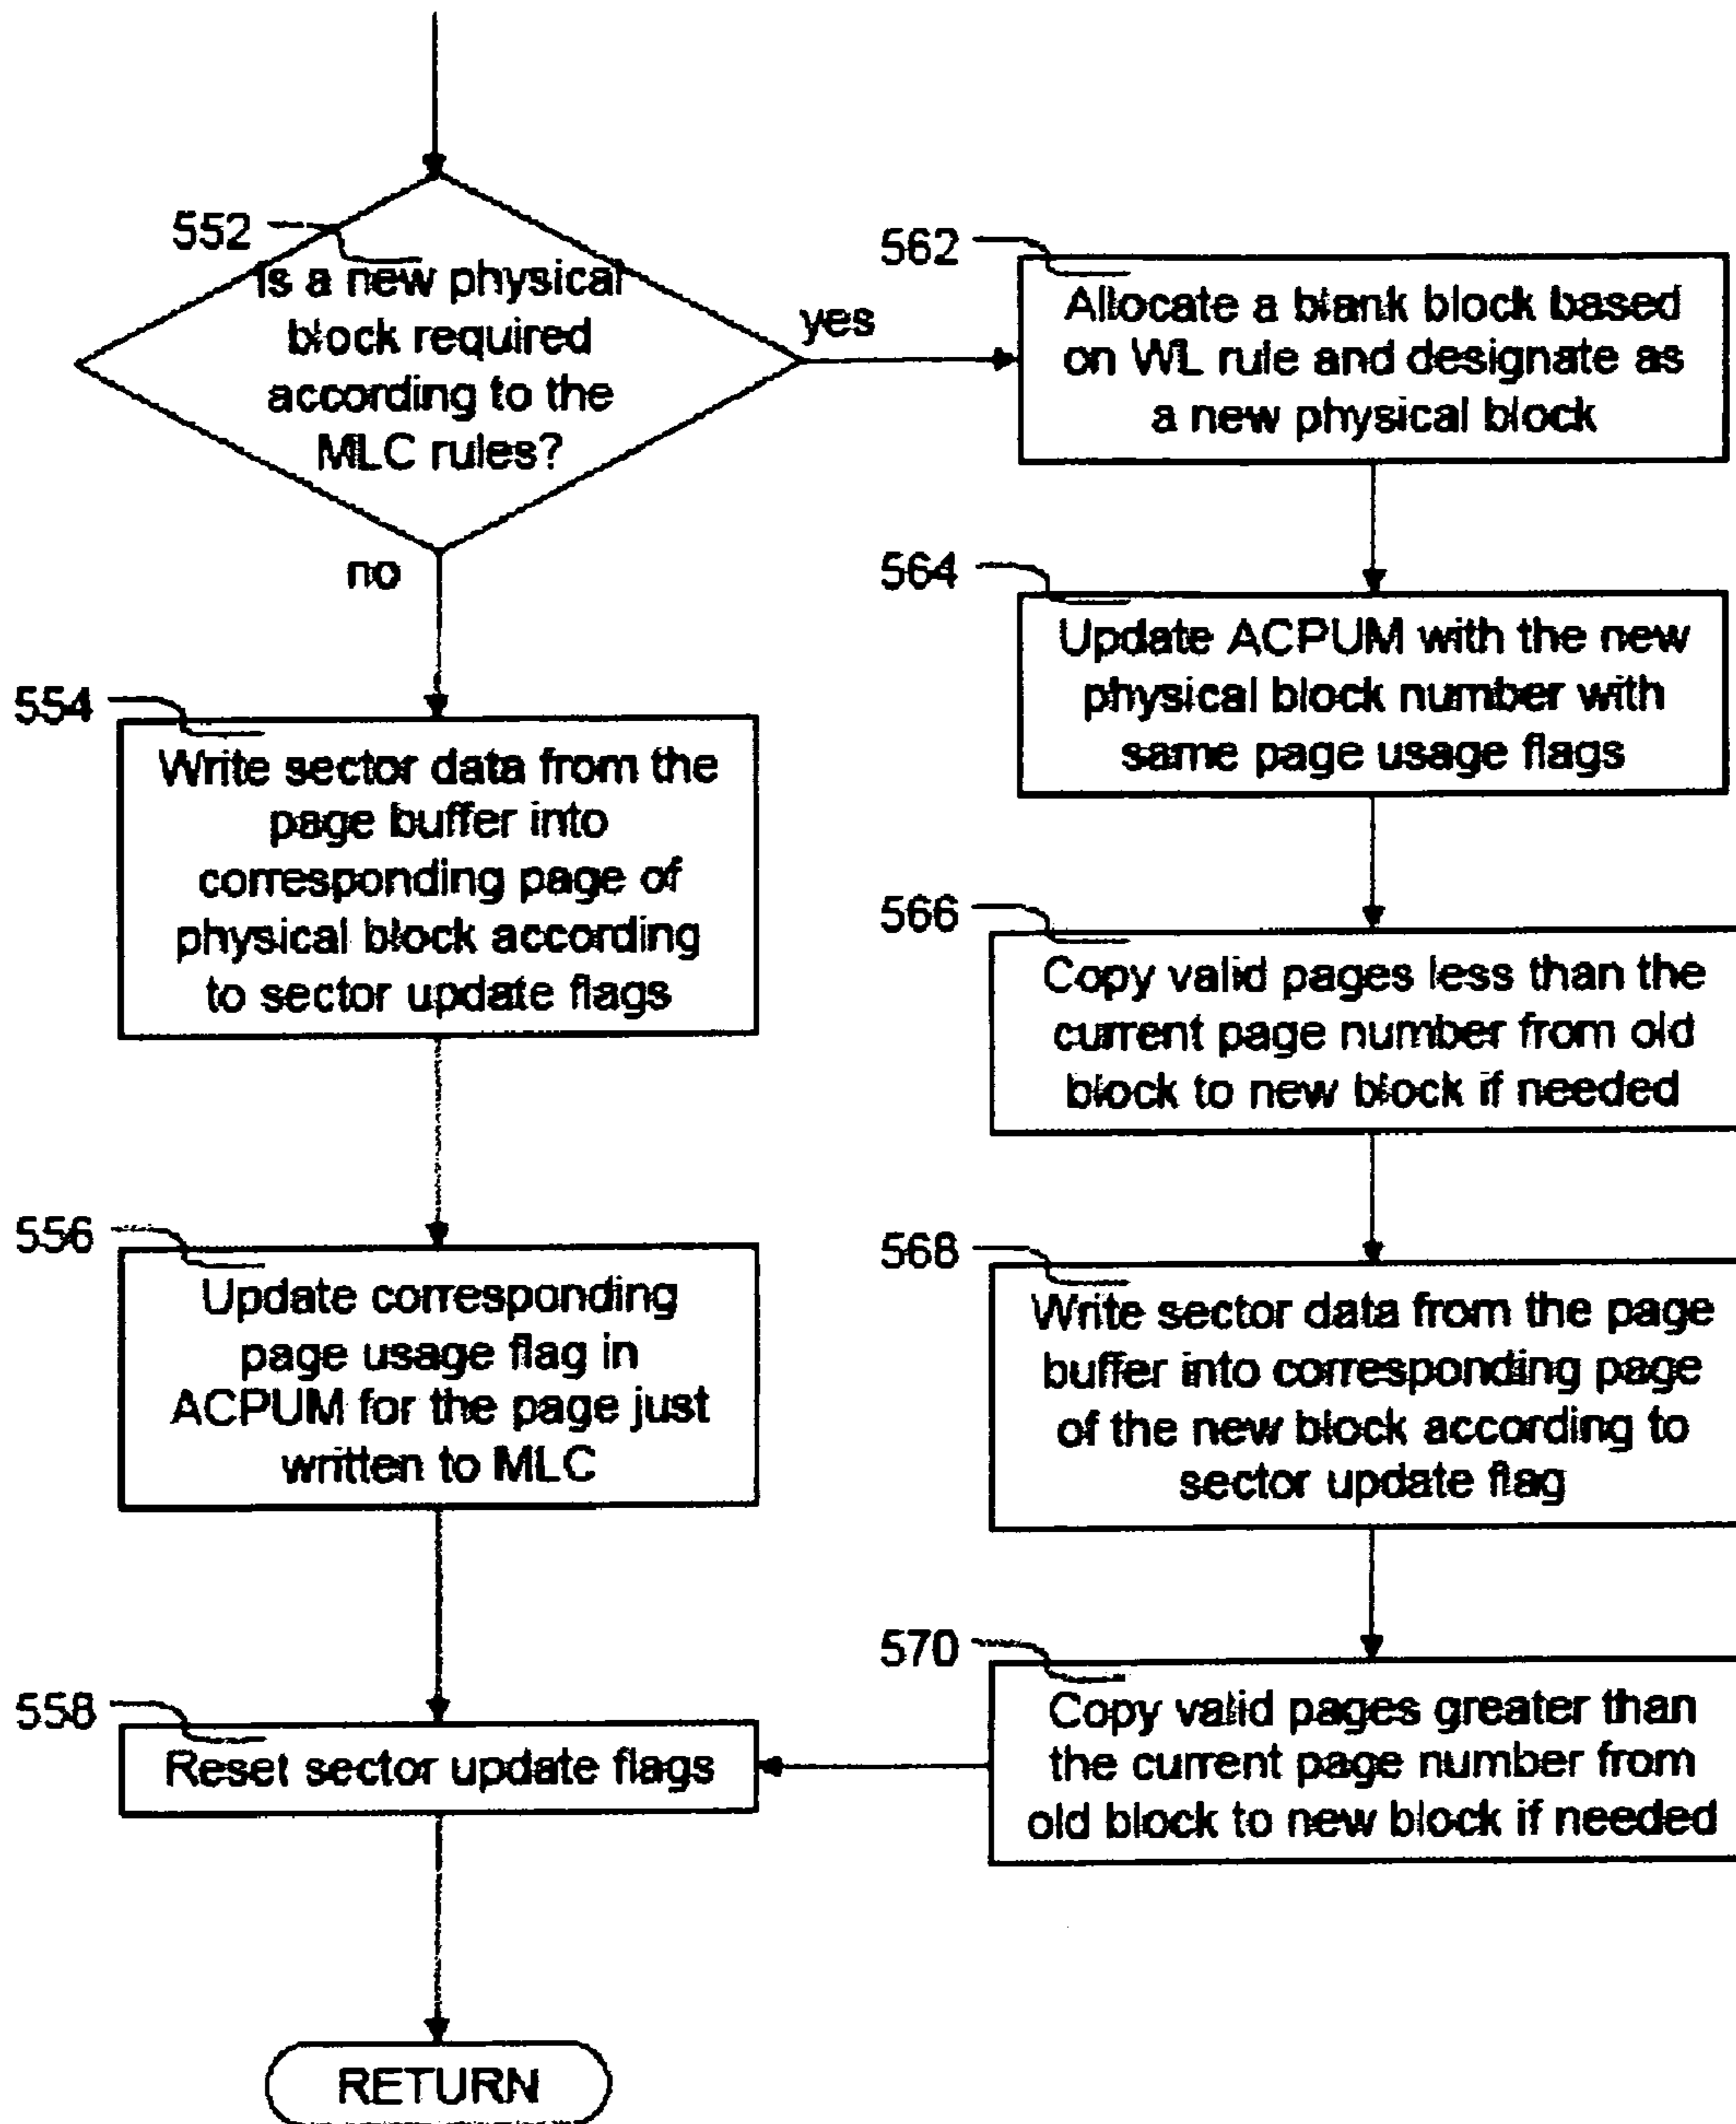 552
Is a new physical
block required
according to the
MLC rules?
yes
no
554
Write sector data from the
page buffer into
corresponding page of
physical block according
to sector update flags
556
Update corresponding
page usage flag in
ACPUM for the page just
written to MLC
558
Reset sector update flags
RETURN
562
Allocate a blank block based
on WL rule and designate as
a new physical block
564
Update ACPUM with the new
physical block number with
same page usage flags
566
Copy valid pages less than the
current page number from old
block to new block if needed
568
Write sector data from the page
buffer into corresponding page
of the new block according to
sector update flag
570
Copy valid pages greater than
the current page number from
old block to new block if needed